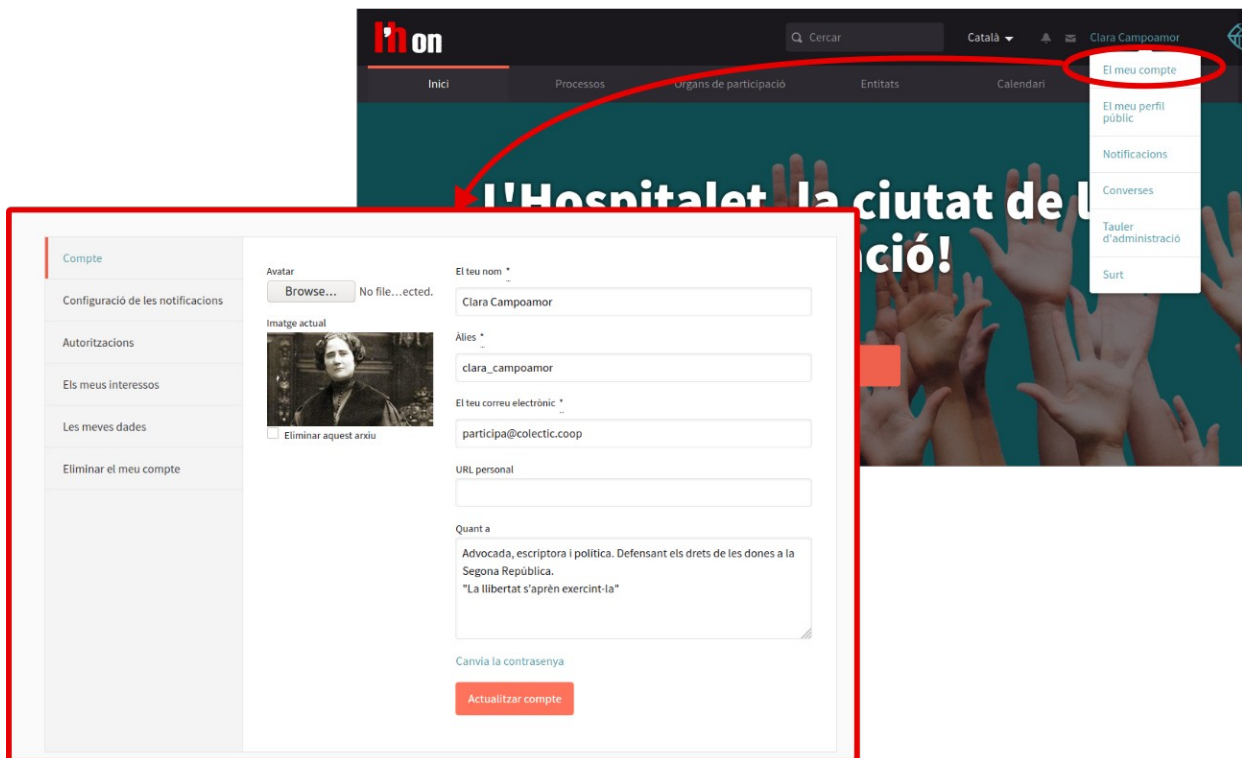 l'h on
Cercar
Català
Clara Campoamor
Inici
Processos
Òrgans de participació
Entitats
Calendari
El meu compte
El meu perfil
públic
Notificacions
Converses
Tauler
d'administració
Surt
L'Hospitalet, la ciutat de l
ció!
Compte
Configuració de les notificacions
Autoritzacions
Els meus interessos
Les meves dades
Eliminar el meu compte
Avatar
Browse... No file...ected.
Imatge actual
Eliminar aquest arxiu
El teu nom *
Clara Campoamor
Àlies *
clara_campoamor
El teu correu electrònic *
participa@colectic.coop
URL personal
Quant a
Advocada, escriptora i política. Defensant els drets de les dones a la
Segona República.
"La llibertat s'aprèn exercint-la"
Canvia la contrasenya
Actualitzar compte